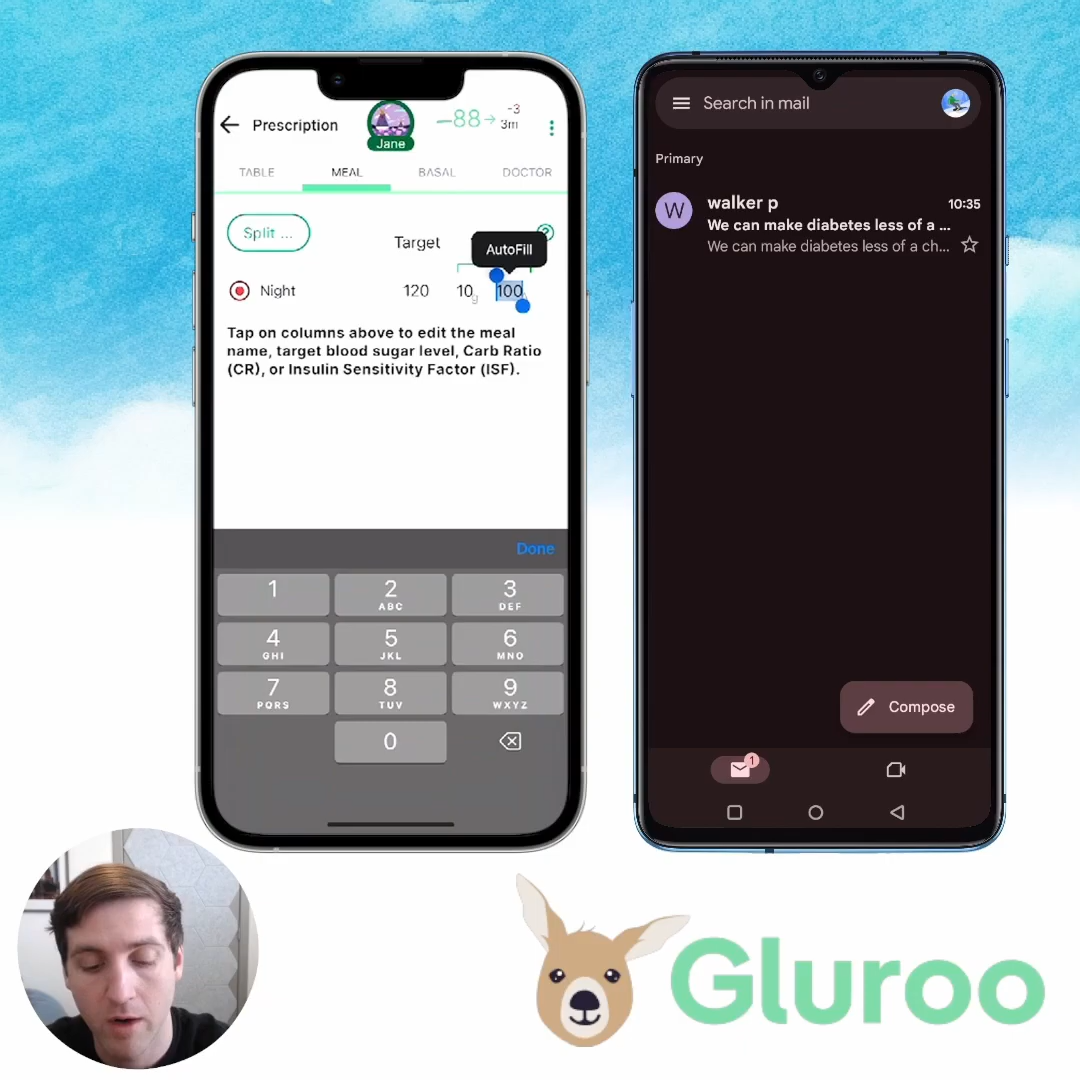 Prescription
Jane
88
-3
3m
TABLE
MEAL
BASAL
DOCTOR
Split ...
Target
AutoFill
?
Night
120
10
g
100
Tap on columns above to edit the meal
name, target blood sugar level, Carb Ratio
(CR), or Insulin Sensitivity Factor (ISF).
Done
1
2
ABC
3
DEF
4
GHI
5
JKL
6
MNO
7
PQRS
8
TUV
9
WXYZ
0
Search in mail
Primary
W
walker p
10:35
We can make diabetes less of a ...
We can make diabetes less of a ch...
Compose
1
Gluroo